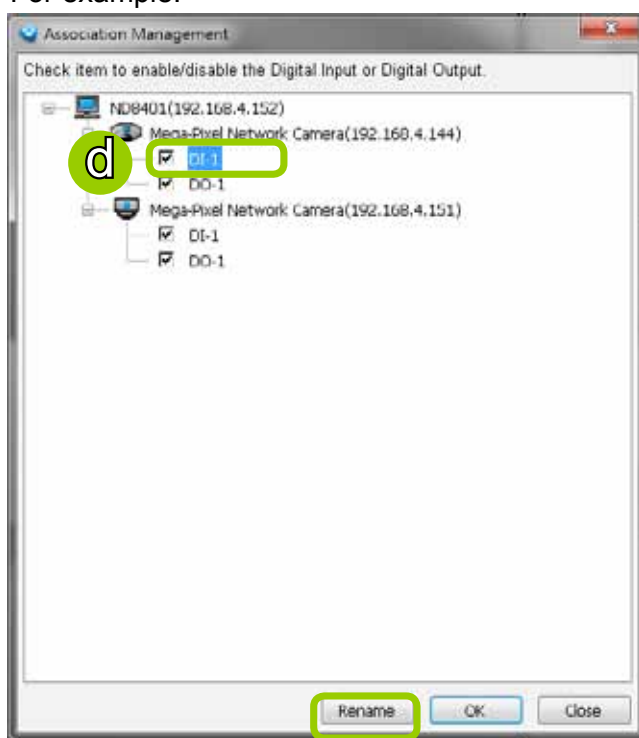 For example:
Association Management
Check item to enable/disable the Digital Input or Digital Output.
ND8401(192.168.4.152)
Mega-Pixel Network Camera(192.168.4.144)
d
DI-1
DO-1
Mega-Pixel Network Camera(192.168.4.151)
DI-1
DO-1
Rename OK Close